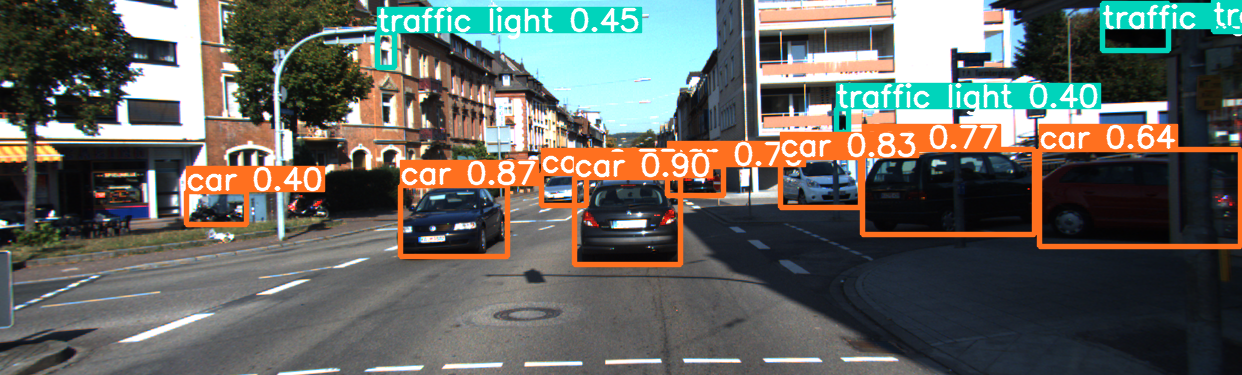 traffic light 0.45
traffic
traffic light 0.40
car 0.40
car 0.87
car 0.90
car 0.83
0.77
car 0.64